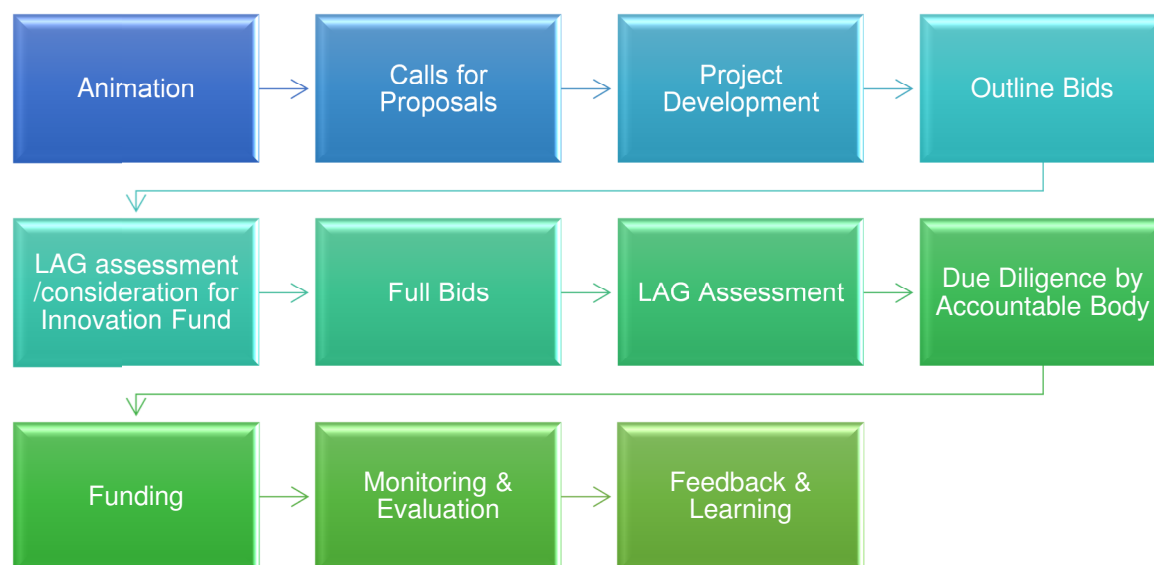 Animation
Calls for
Proposals
Project
Development
Outline Bids
LAG assessment
/consideration for
Innovation Fund
Full Bids
LAG Assessment
Due Diligence by
Accountable Body
Funding
Monitoring &
Evaluation
Feedback &
Learning